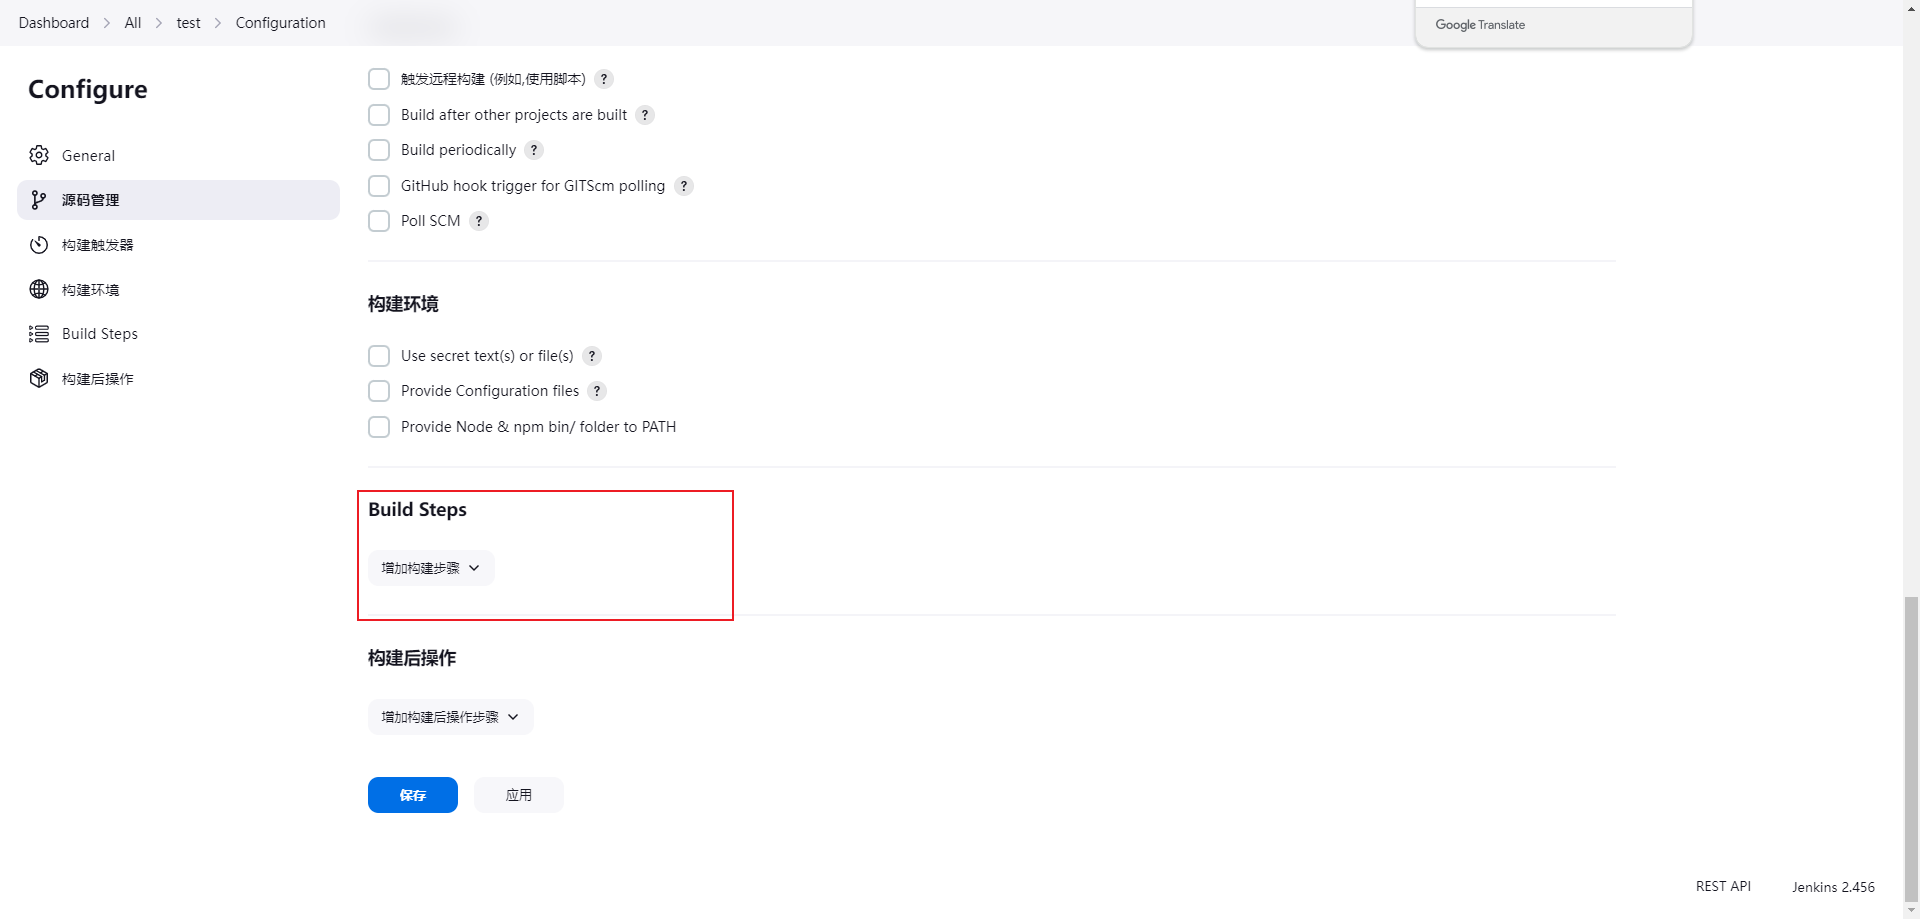 Dashboard > All > test > Configuration
Google Translate
Configure
General
源码管理
构建触发器
构建环境
Build Steps
构建后操作
触发远程构建 (例如,使用脚本) ?
Build after other projects are built ?
Build periodically ?
GitHub hook trigger for GITScm polling ?
Poll SCM ?
构建环境
Use secret text(s) or file(s) ?
Provide Configuration files ?
Provide Node & npm bin/ folder to PATH
Build Steps
增加构建步骤
构建后操作
增加构建后操作步骤
保存 应用
REST API Jenkins 2.456